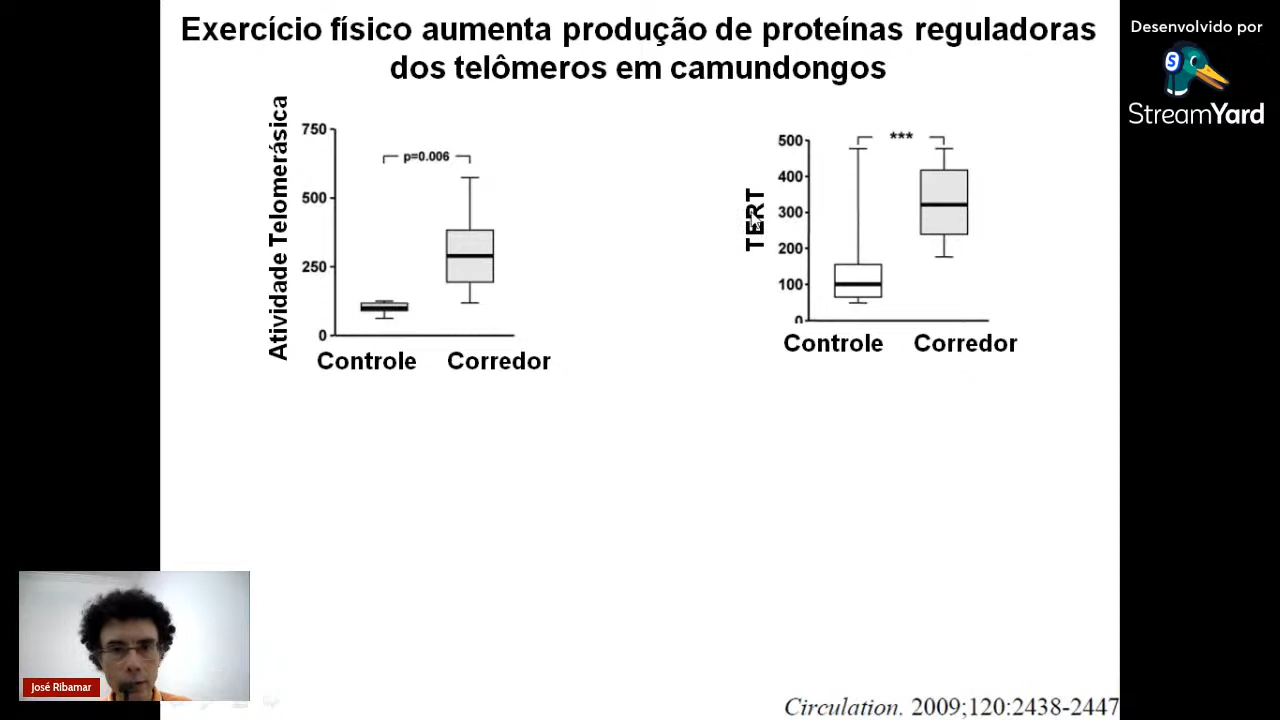 Exercício físico aumenta produção de proteínas reguladoras
dos telômeros em camundongos
Desenvolvido por
StreamYard
Atividade Telomerásica
750
500
250
0
p=0.006
Controle Corredor
TERT
500
400
300
200
100
0
***
Controle Corredor
José Ribamar
Circulation. 2009;120:2438-2447